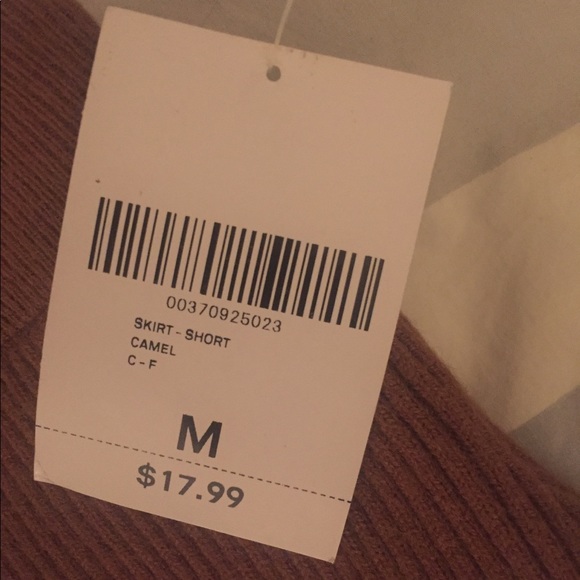 00370925023
SKIRT-SHORT
CAMEL
C-F
M
$17.99